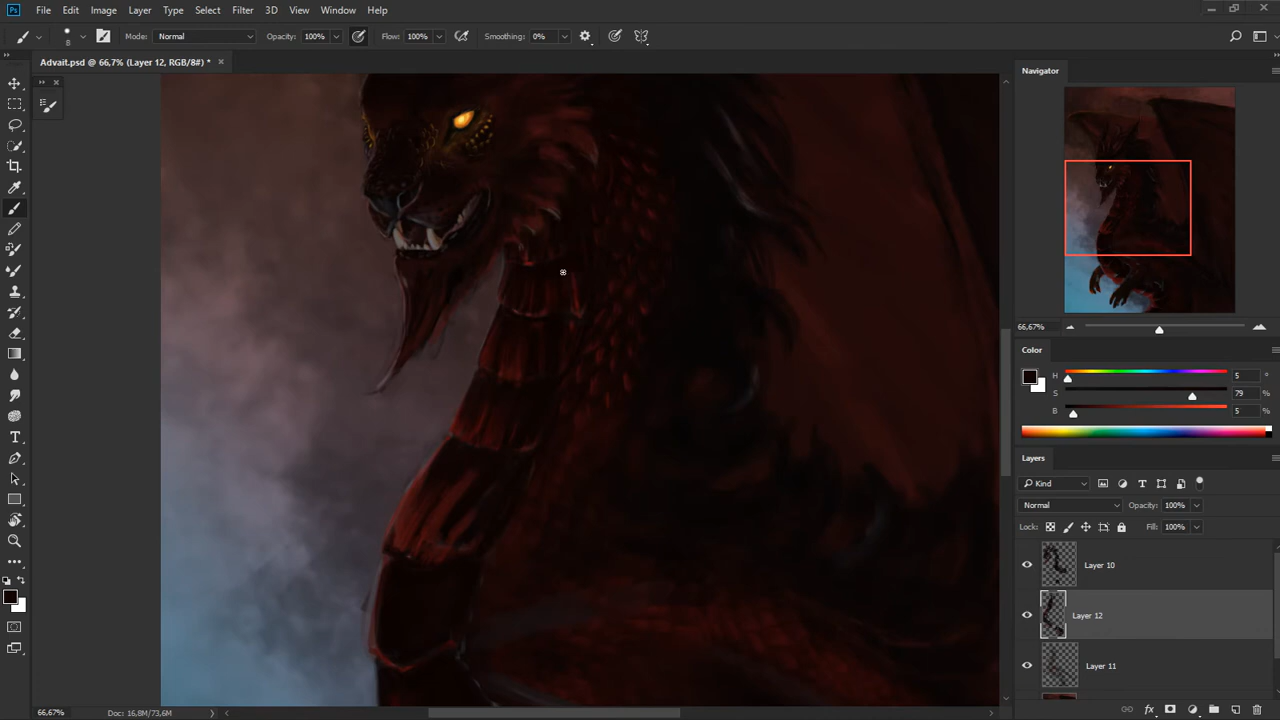 Ps File Edit Image Layer Type Select Filter 3D View Window Help
8 Mode: Normal Opacity: 100% Flow: 100% Smoothing: 0%
Advait.psd @ 66,7% (Layer 12, RGB/8#) *
Navigator
66,67%
Color
H 5 °
S 79 %
B 5 %
Layers
Kind
Normal Opacity: 100%
Lock: Fill: 100%
Layer 10
Layer 12
Layer 11
66,67% Doc: 16,8M/73,6M